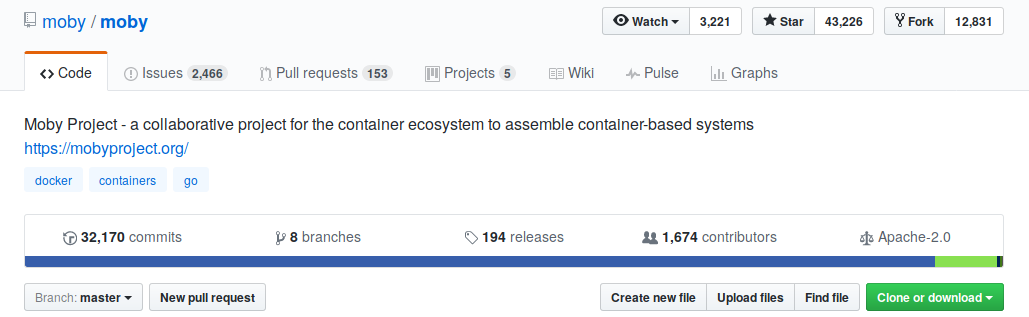 moby / moby Watch 3,221 Star 43,226 Fork 12,831
Code Issues 2,466 Pull requests 153 Projects 5 Wiki Pulse Graphs
Moby Project - a collaborative project for the container ecosystem to assemble container-based systems
https://mobyproject.org/
docker containers go
32,170 commits 8 branches 194 releases 1,674 contributors Apache-2.0
Branch: master New pull request Create new file Upload files Find file Clone or download